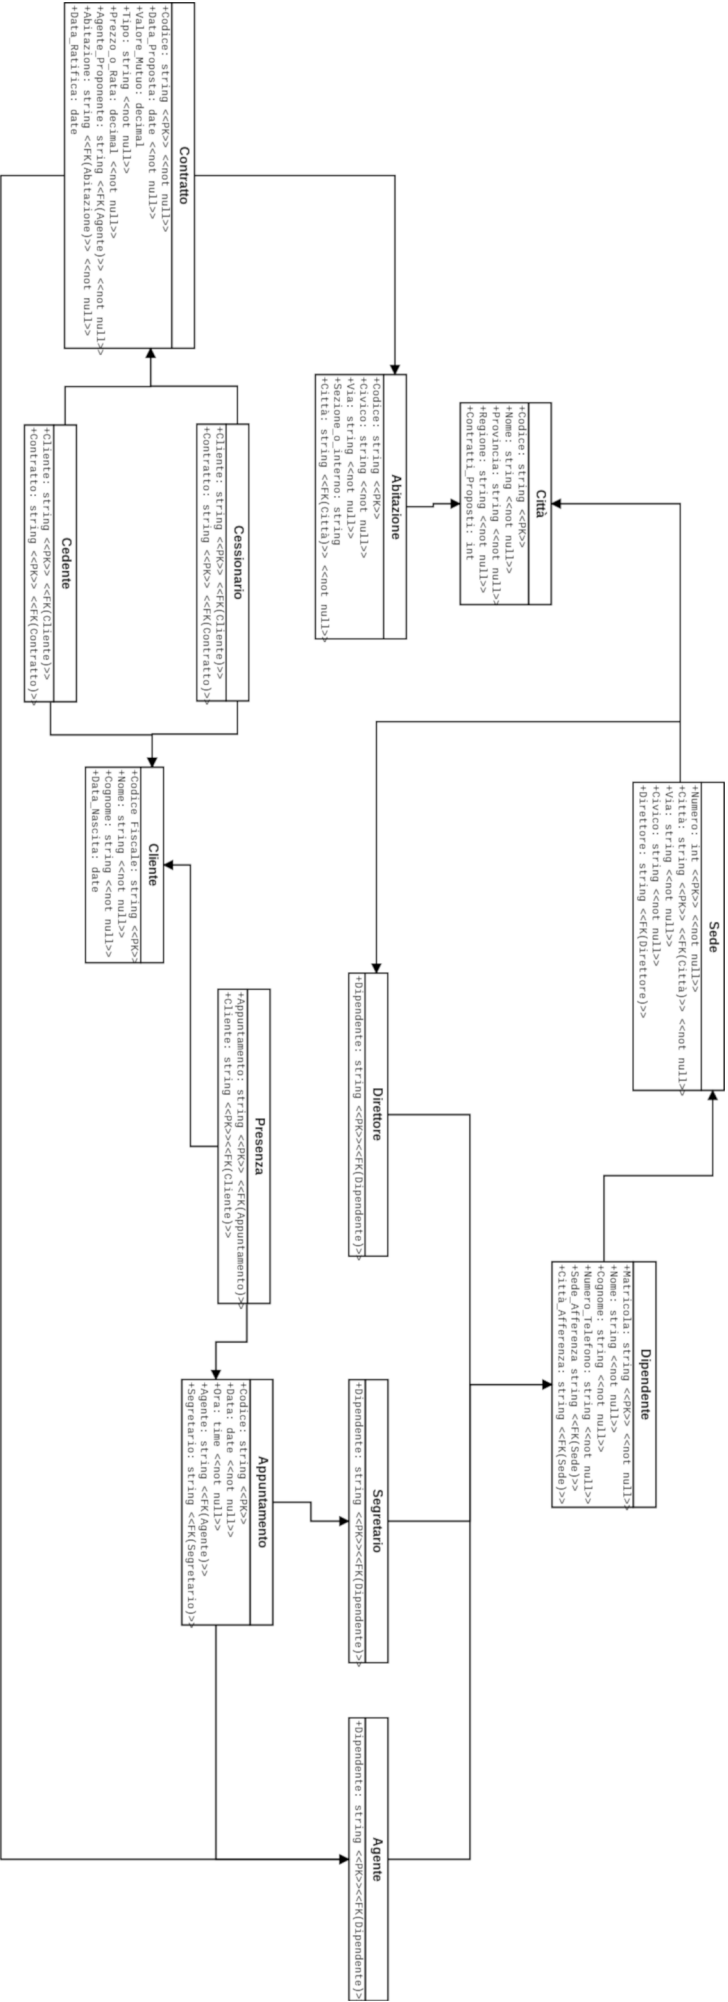 Sede
+Numero: int <<PK>> <<not null>>
+Città: string <<PK>> <<FK(Città)>> <<not null>>
+Via: string <<not null>>
+Civico: string <<not null>>
+Direttore: string <<FK(Direttore)>>
Dipendente
+Matricola: string <<PK>> <<not null>>
+Nome: string <<not null>>
+Cognome: string <<not null>>
+Numero_Telefono: string <<not null>>
+Sede_Afferenza string <<FK(Sede)>>
+Città_Afferenza: string <<FK(Sede)>>
Città
+Codice: string <<PK>>
+Nome: string <<not null>>
+Provincia: string <<not null>>
+Regione: string <<not null>>
+Contratti_Proposti: int
Abitazione
+Codice: string <<PK>>
+Civico: string <<not null>>
+Via: string <<not null>>
+Sezione_o_interno: string
+Città: string <<FK(Città)>> <<not null>>
Direttore
+Dipendente: string <<PK>><<FK(Dipendente)>>
Segretario
+Dipendente: string <<PK>><<FK(Dipendente)>>
Agente
+Dipendente: string <<PK>><<FK(Dipendente)>>
Contratto
+Codice: string <<PK>> <<not null>>
+Data_Proposta: date <<not null>>
+Valore_Mutuo: decimal
+Tipo: string <<not null>>
+Prezzo_o_Rata: decimal <<not null>>
+Agente_Proponente: string <<FK(Agente)>> <<not null>>
+Abitazione: string <<FK(Abitazione)>> <<not null>>
+Data_Ratifica: date
Cessionario
+Cliente: string <<PK>> <<FK(Cliente)>>
+Contratto: string <<PK>> <<FK(Contratto)>>
Cedente
+Cliente: string <<PK>> <<FK(Cliente)>>
+Contratto: string <<PK>> <<FK(Contratto)>>
Cliente
+Codice Fiscale: string <<PK>>
+Nome: string <<not null>>
+Cognome: string <<not null>>
+Data_Nascita: date
Presenza
+Appuntamento: string <<PK>> <<FK(Appuntamento)>>
+Cliente: string <<PK>><<FK(Cliente)>>
Appuntamento
+Codice: string <<PK>>
+Data: date <<not null>>
+Ora: time <<not null>>
+Agente: string <<FK(Agente)>>
+Segretario: string <<FK(Segretario)>>